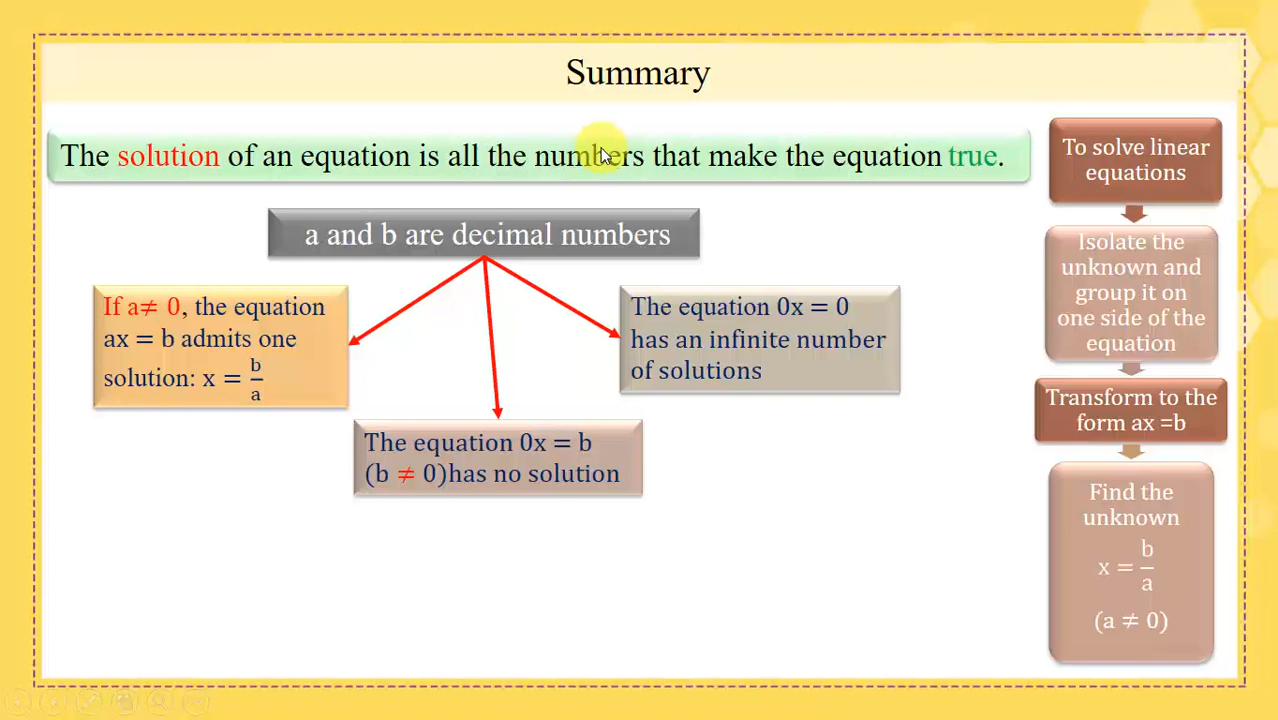 Summary
The solution of an equation is all the numbers that make the equation true.
a and b are decimal numbers
If a≠ 0, the equation
ax = b admits one
solution: x = b/a
The equation 0x = b
(b ≠ 0)has no solution
The equation 0x = 0
has an infinite number
of solutions
To solve linear
equations
Isolate the
unknown and
group it on
one side of the
equation
Transform to the
form ax =b
Find the
unknown
x = b/a
(a ≠ 0)